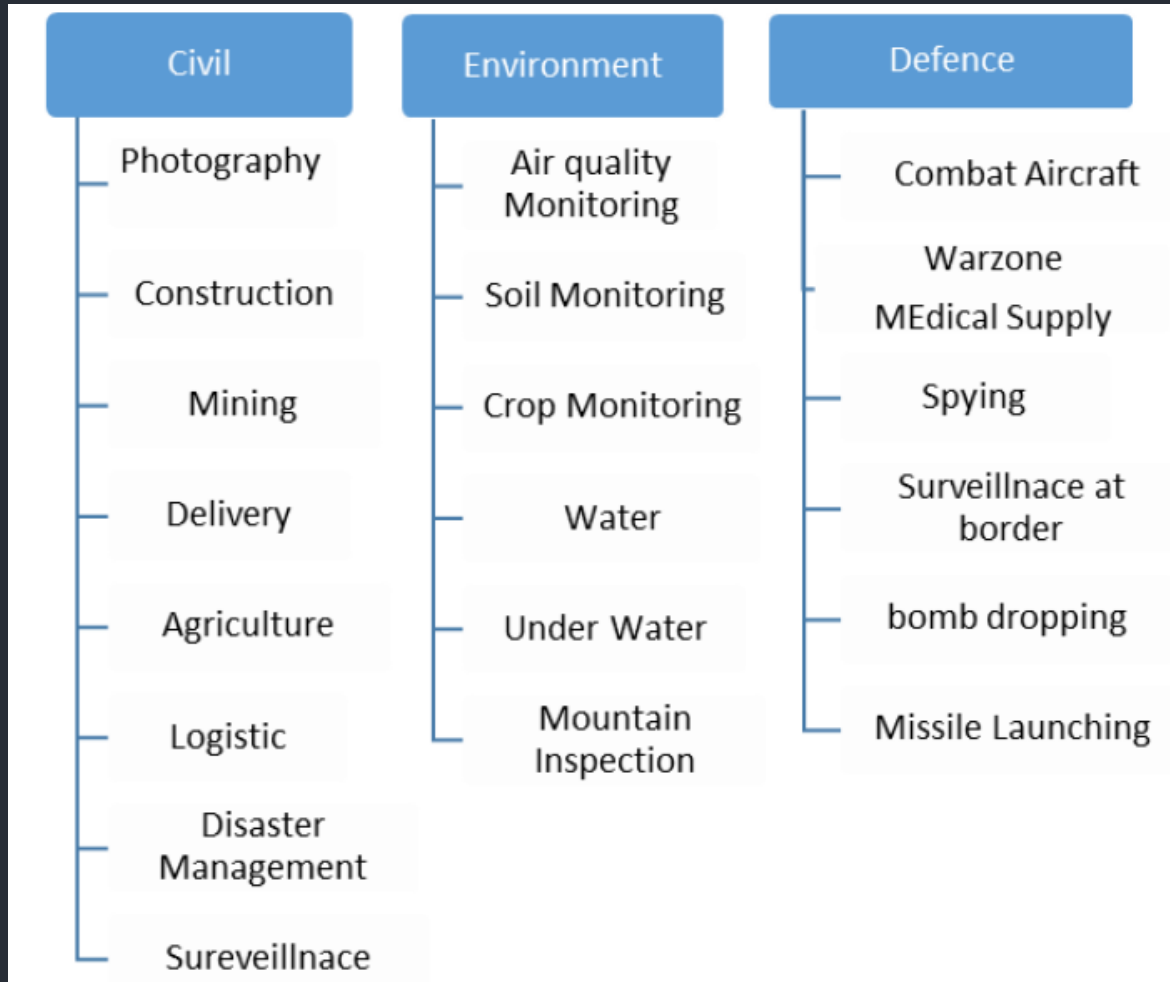 Civil
Photography
Construction
Mining
Delivery
Agriculture
Logistic
Disaster
Management
Sureveillnace
Environment
Air quality
Monitoring
Soil Monitoring
Crop Monitoring
Water
Under Water
Mountain
Inspection
Defence
Combat Aircraft
Warzone
MEdical Supply
Spying
Surveillnace at
border
bomb dropping
Missile Launching